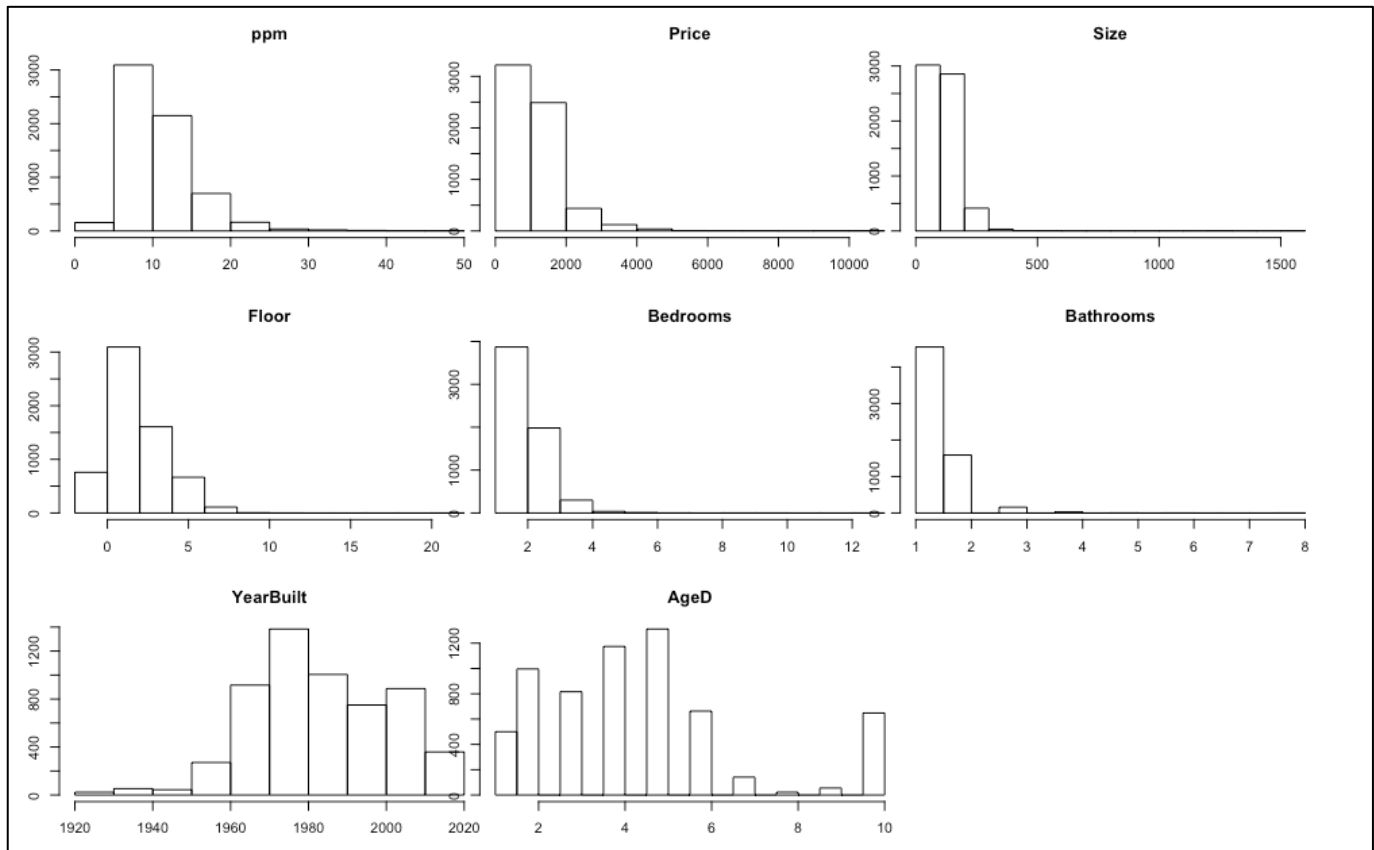 ppm Price Size
0 1000 2000 3000
0 10 20 30 40 50
0 1000 2000 3000
0 2000 4000 6000 8000 10000
0 1000 2000 3000
0 500 1000 1500
Floor Bedrooms Bathrooms
0 1000 2000 3000
0 5 10 15 20
0 1000 3000
2 4 6 8 10 12
0 1000 3000
1 2 3 4 5 6 7 8
YearBuilt AgeD
0 400 800 1200
1920 1940 1960 1980 2000 2020
0 400 800 1200
2 4 6 8 10